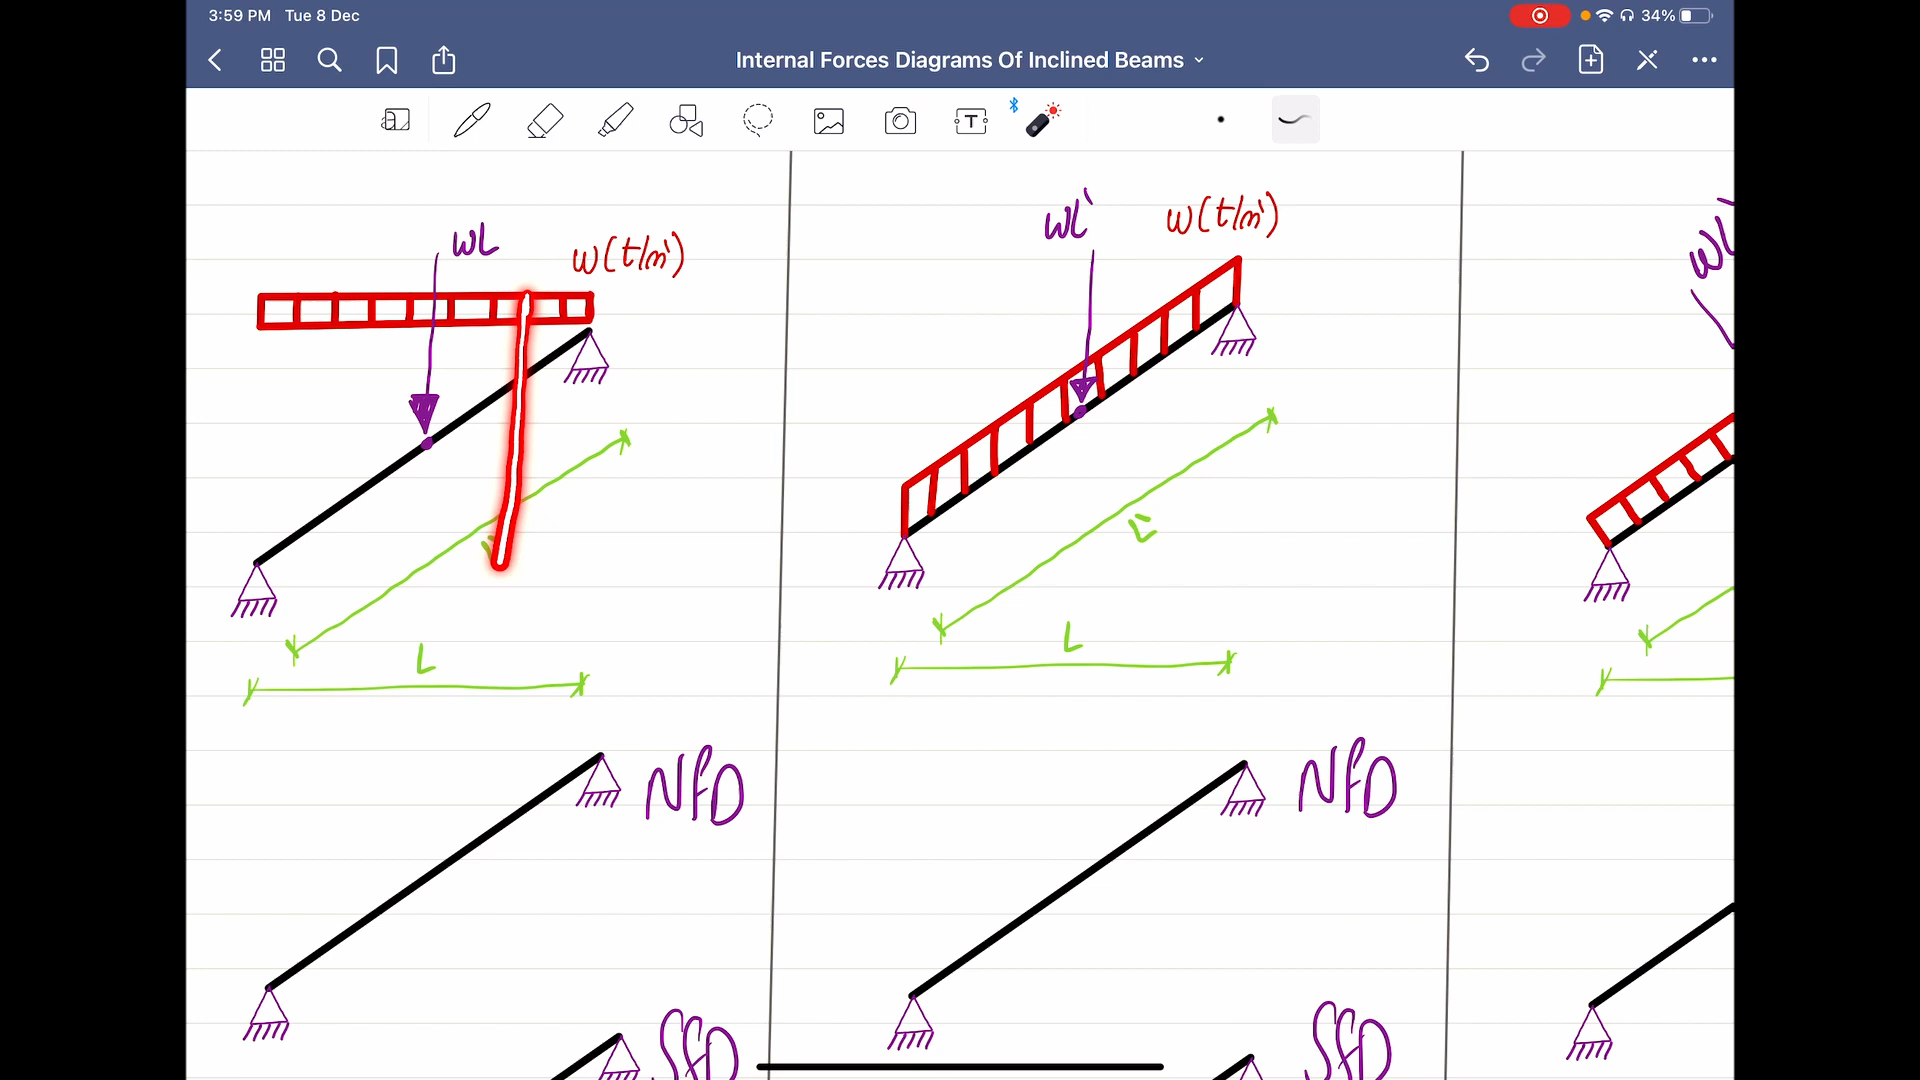 3:59 PM Tue 8 Dec
34%
Internal Forces Diagrams Of Inclined Beams
T
wL
w(t/m')
wL'
w(t/m')
wL'
L'
L
L
NFD
NFD
SFD
SFD